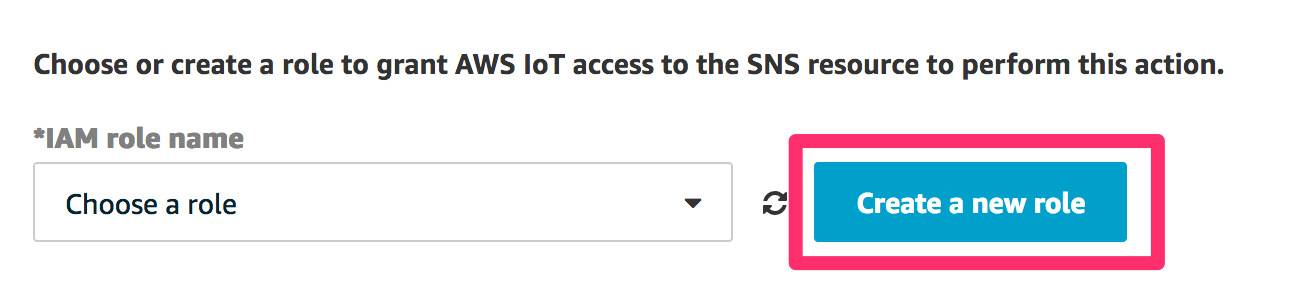 Choose or create a role to grant AWS IoT access to the SNS resource to perform this action.
*IAM role name
Choose a role
Create a new role